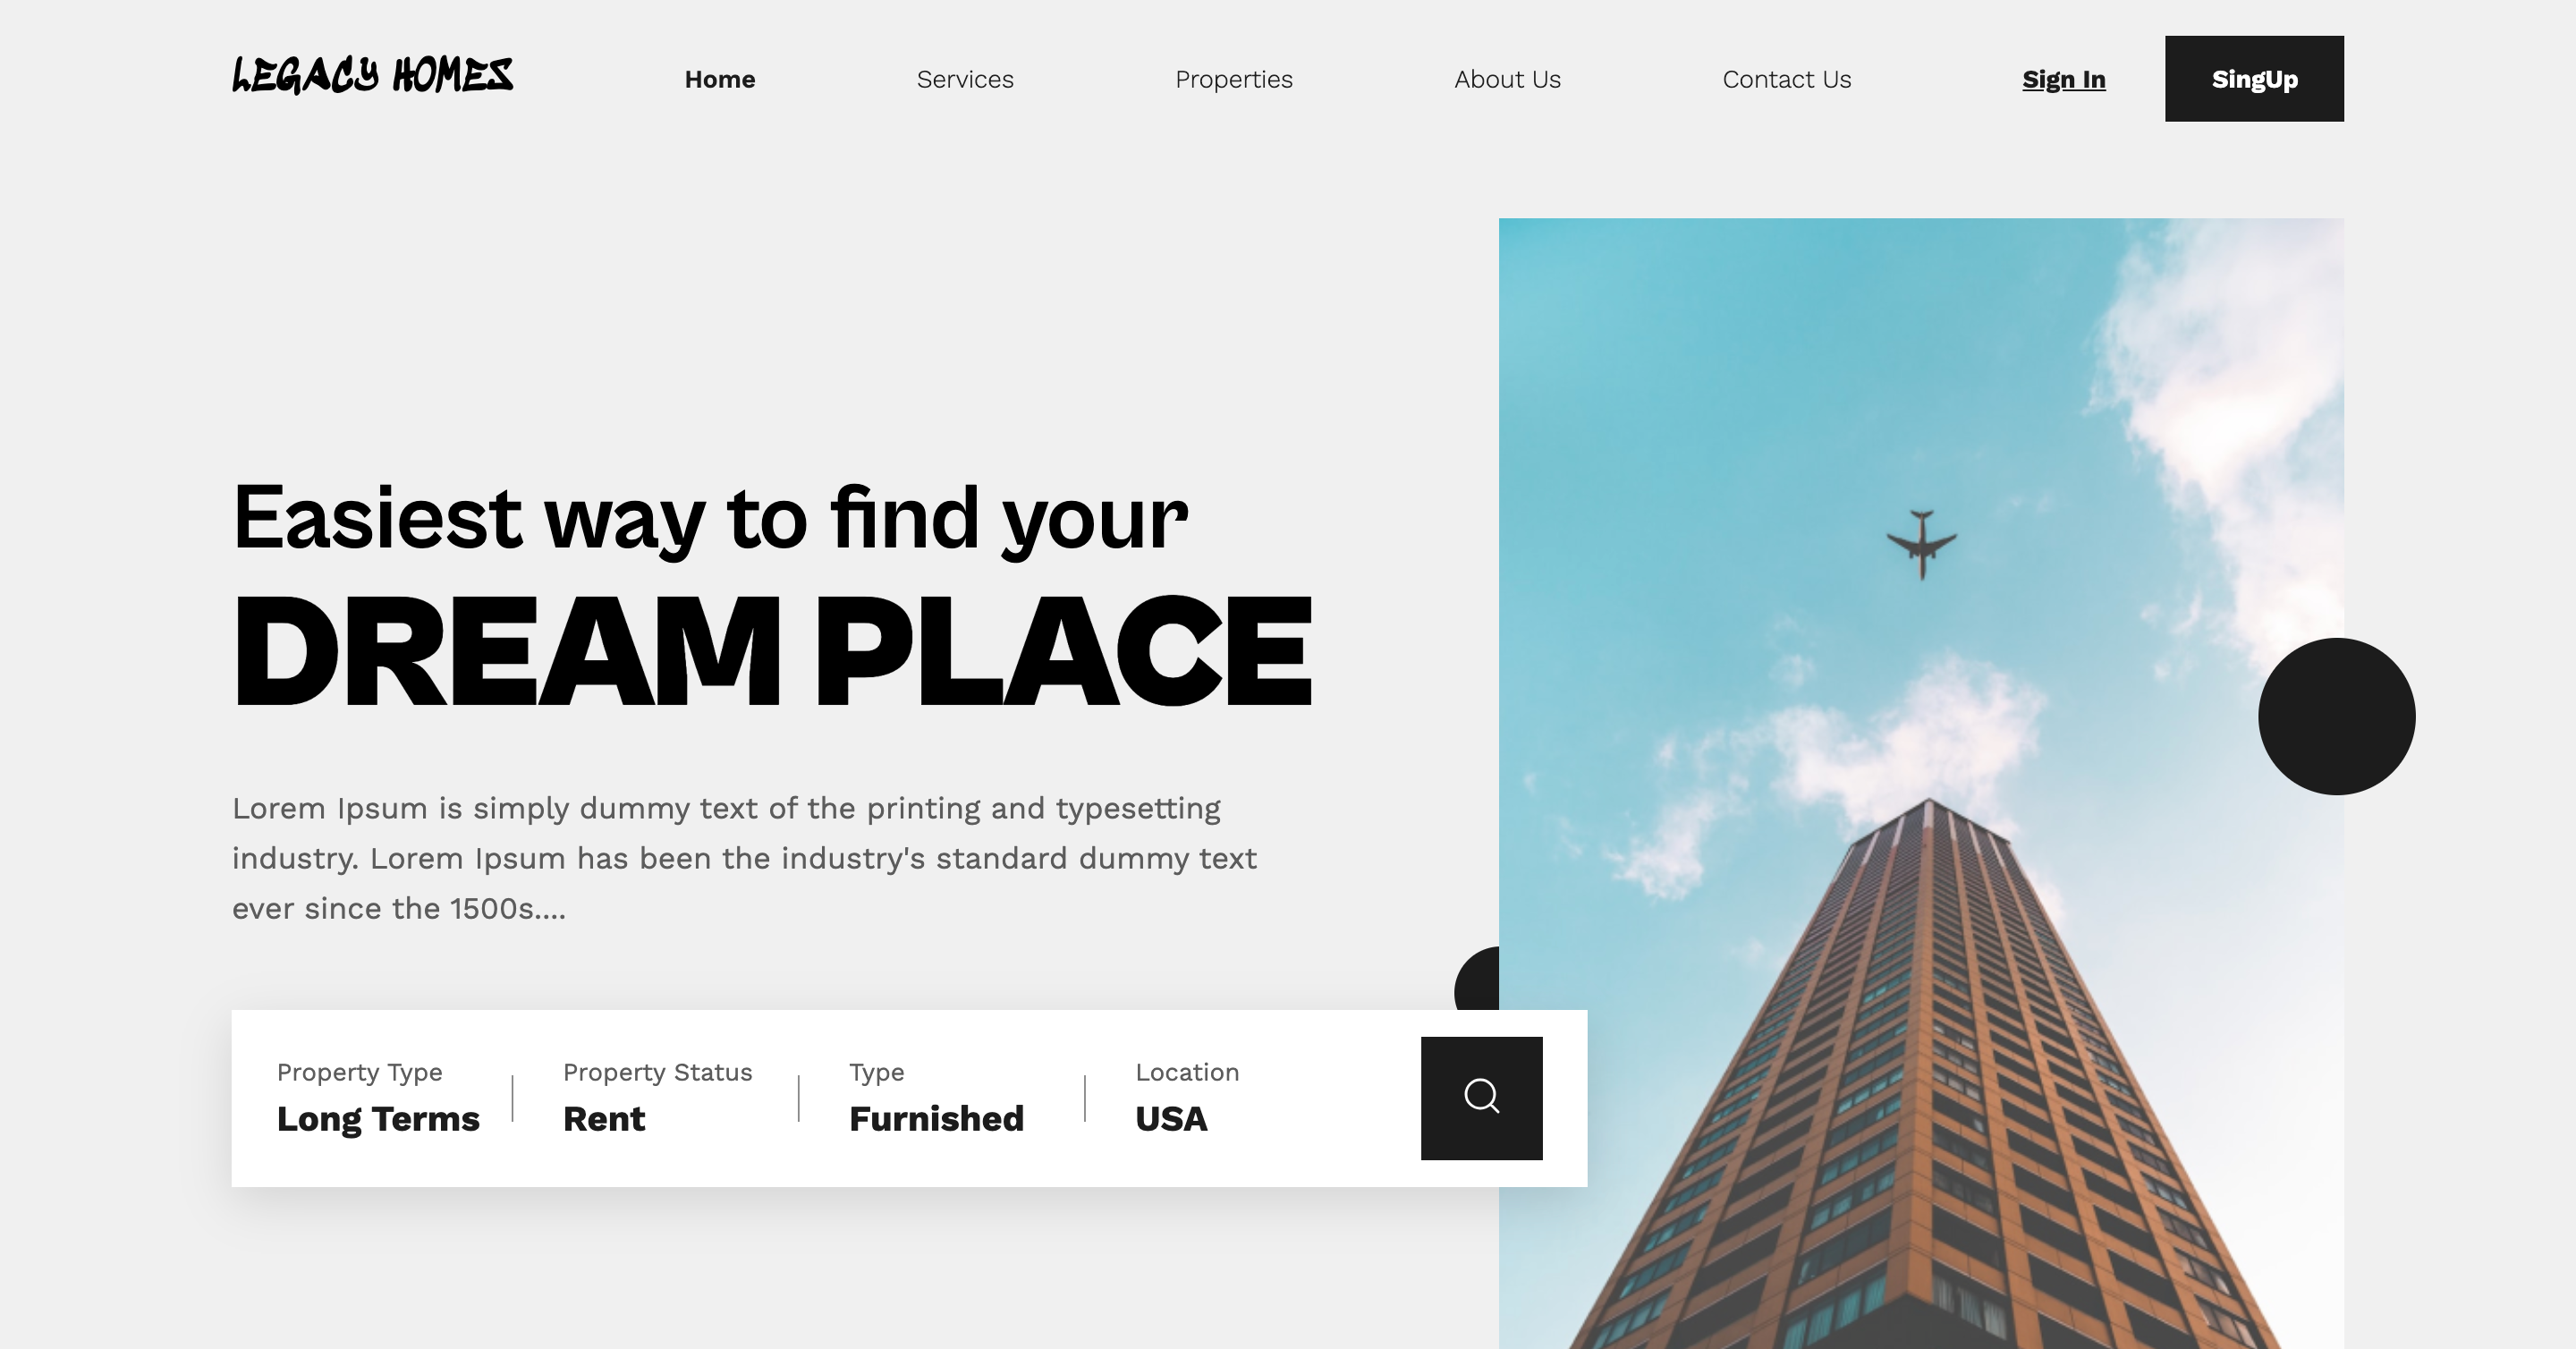 LEGACY HOMES
Home
Services
Properties
About Us
Contact Us
Sign In
SingUp
Easiest way to find your
DREAM PLACE
Lorem Ipsum is simply dummy text of the printing and typesetting
industry. Lorem Ipsum has been the industry's standard dummy text
ever since the 1500s....
Property Type
Long Terms
Property Status
Rent
Type
Furnished
Location
USA